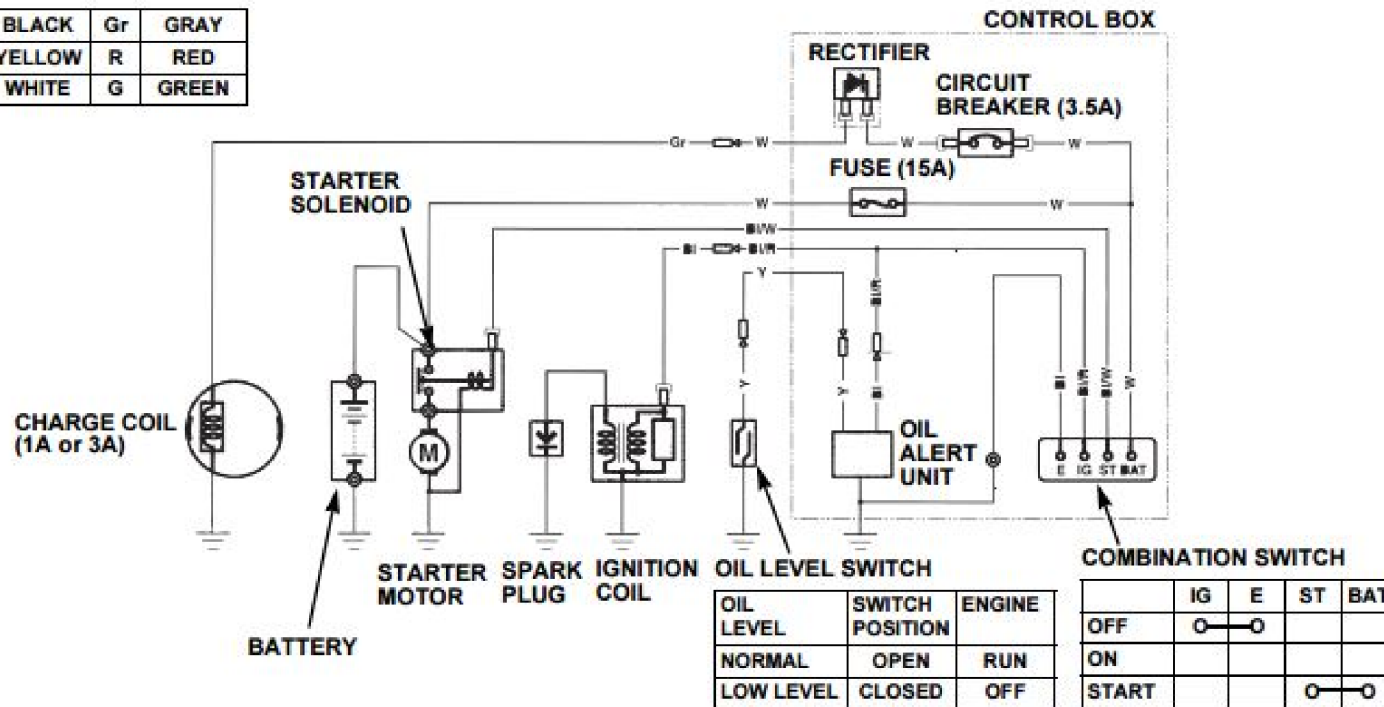 BLACK Gr GRAY
YELLOW R RED
WHITE G GREEN
CONTROL BOX
RECTIFIER
CIRCUIT
BREAKER (3.5A)
Gr W W W
FUSE (15A)
STARTER
SOLENOID
W W
Bl/W
Bl Bl/R
Y
Bl/R
Y Y Bl
Bl Bl/R Bl/W W
CHARGE COIL
(1A or 3A)
M
OIL
ALERT
UNIT
E IG ST BAT
STARTER
MOTOR
SPARK
PLUG
IGNITION
COIL
BATTERY
OIL LEVEL SWITCH
OIL
LEVEL
SWITCH
POSITION
ENGINE
NORMAL OPEN RUN
LOW LEVEL CLOSED OFF
COMBINATION SWITCH
IG E ST BAT
OFF
ON
START